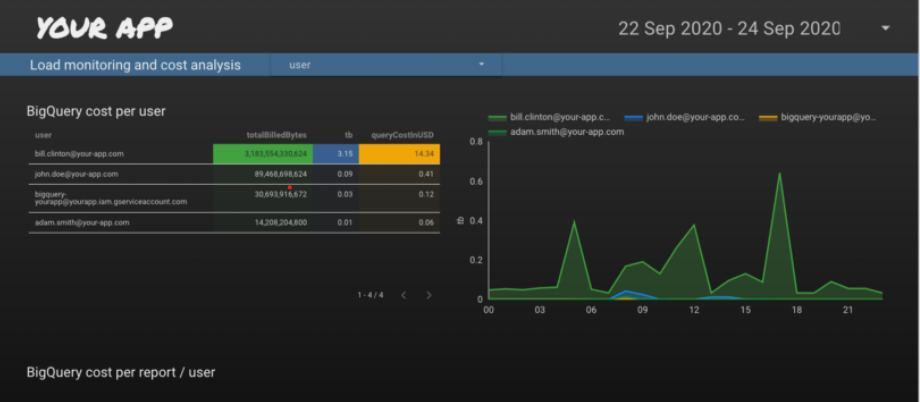 YOUR APP
22 Sep 2020 - 24 Sep 2020
Load monitoring and cost analysis
user
BigQuery cost per user
user totalBilledBytes tb queryCostInUSD
bill.clinton@your-app.com 3,183,554,330,624 3.15 14.34
john.doe@your-app.com 89,468,698,624 0.09 0.41
bigquery-
yourapp@yourapp.iam.gserviceaccount.com 30,693,916,672 0.03 0.12
adam.smith@your-app.com 14,208,204,800 0.01 0.06
1 - 4 / 4
bill.clinton@your-app.c... john.doe@your-app.co... bigquery-yourapp@yo...
adam.smith@your-app.com
0.8
0.6
0.4
0.2
0
tb
00 03 06 09 12 15 18 21
BigQuery cost per report / user